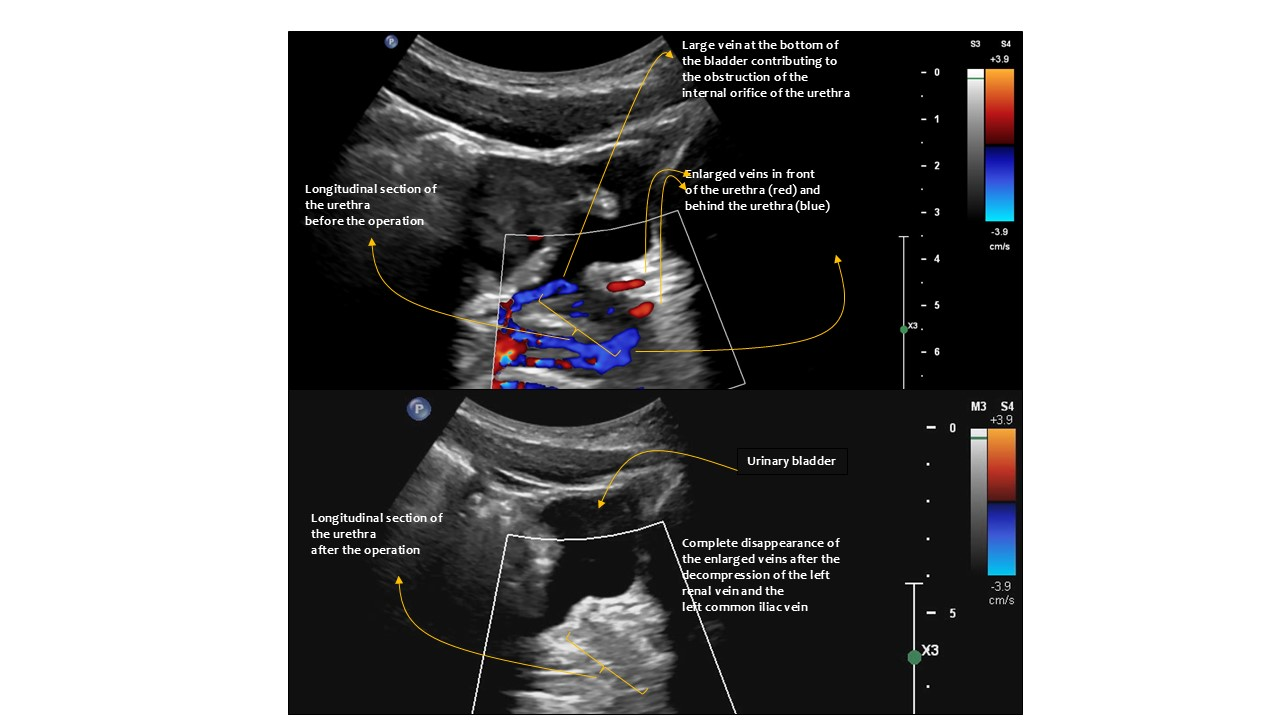 P
S3 S4
+3.9
Large vein at the bottom of
the bladder contributing to
the obstruction of the
internal orifice of the urethra
0
1
2
3
4
5
6
Enlarged veins in front
of the urethra (red) and
behind the urethra (blue)
Longitudinal section of
the urethra
before the operation
-3.9
cm/s
X3
P
M3 S4
+3.9
0
Urinary bladder
Longitudinal section of
the urethra
after the operation
Complete disappearance of
the enlarged veins after the
decompression of the left
renal vein and the
left common iliac vein
-3.9
cm/s
5
X3